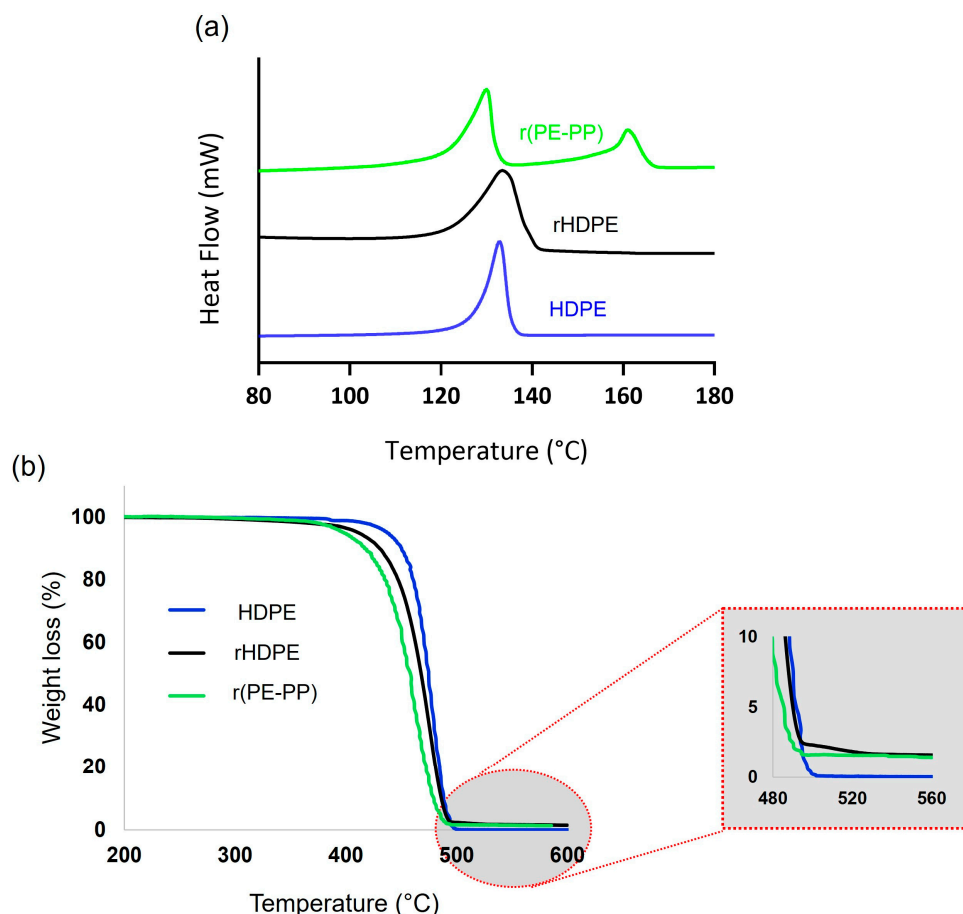 (a)
Heat Flow (mW)
r(PE-PP)
rHDPE
HDPE
80 100 120 140 160 180
Temperature (°C)
(b)
Weight loss (%)
100
80
60
40
20
0
HDPE
rHDPE
r(PE-PP)
200 300 400 500 600
Temperature (°C)
10
5
0
480 520 560